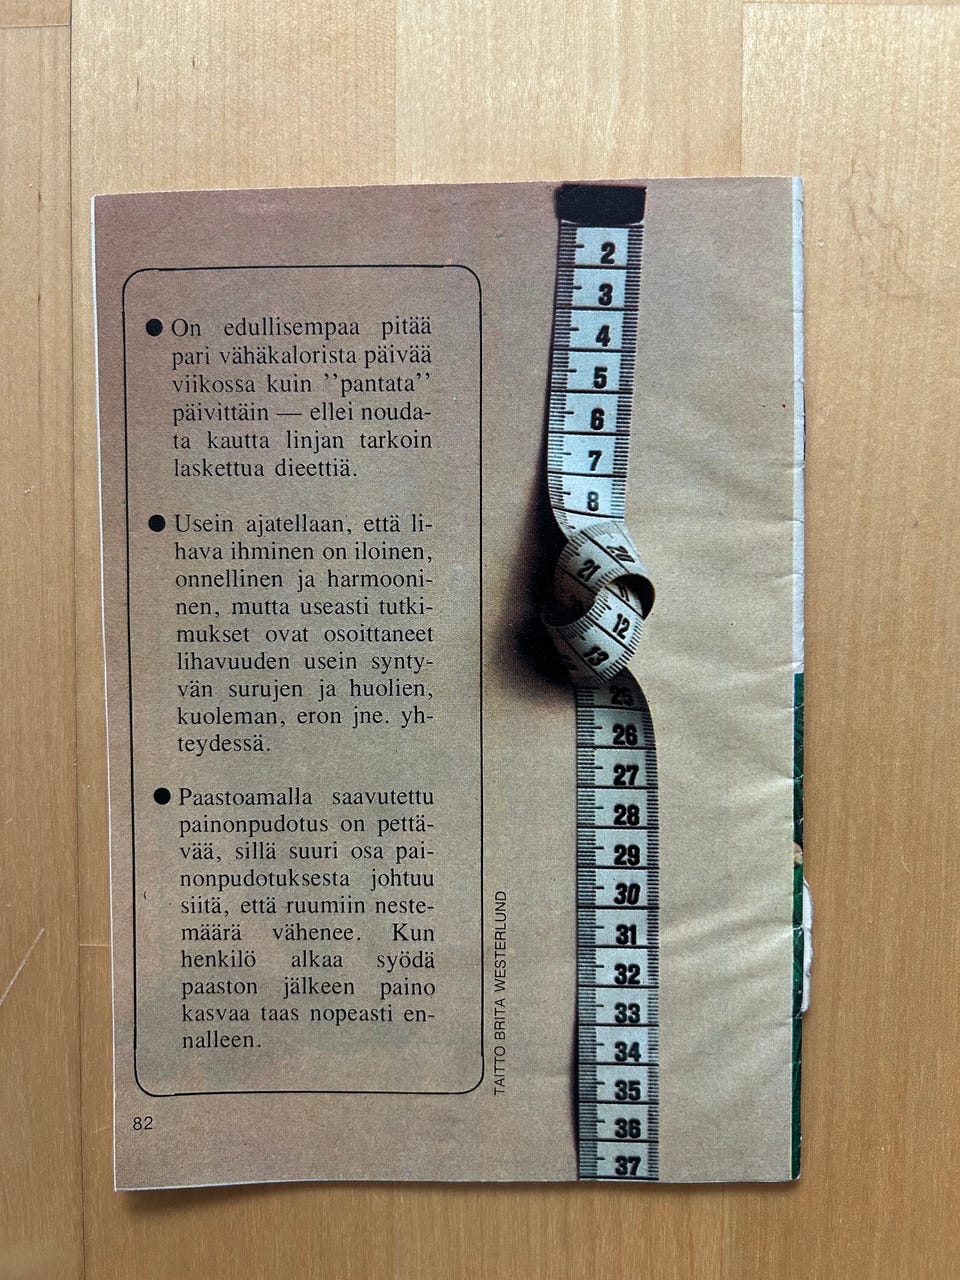 On edullisempaa pitää
pari vähäkalorista päivää
viikossa kuin ”pantata”
päivittäin — ellei nouda-
ta kautta linjan tarkoin
laskettua dieettiä.
Usein ajatellaan, että li-
hava ihminen on iloinen,
onnellinen ja harmooni-
nen, mutta useasti tutki-
mukset ovat osoittaneet
lihavuuden usein synty-
vän surujen ja huolien,
kuoleman, eron jne. yh-
teydessä.
Paastoamalla saavutettu
painonpudotus on pettä-
vää, sillä suuri osa pai-
nonpudotuksesta johtuu
siitä, että ruumiin neste-
määrä vähenee. Kun
henkilö alkaa syödä
paaston jälkeen paino
kasvaa taas nopeasti en-
nalleen.
82
TAITTO BRITA WESTERLUND
2
3
4
5
6
7
8
20
21
12
13
25
26
27
28
29
30
31
32
33
34
35
36
37